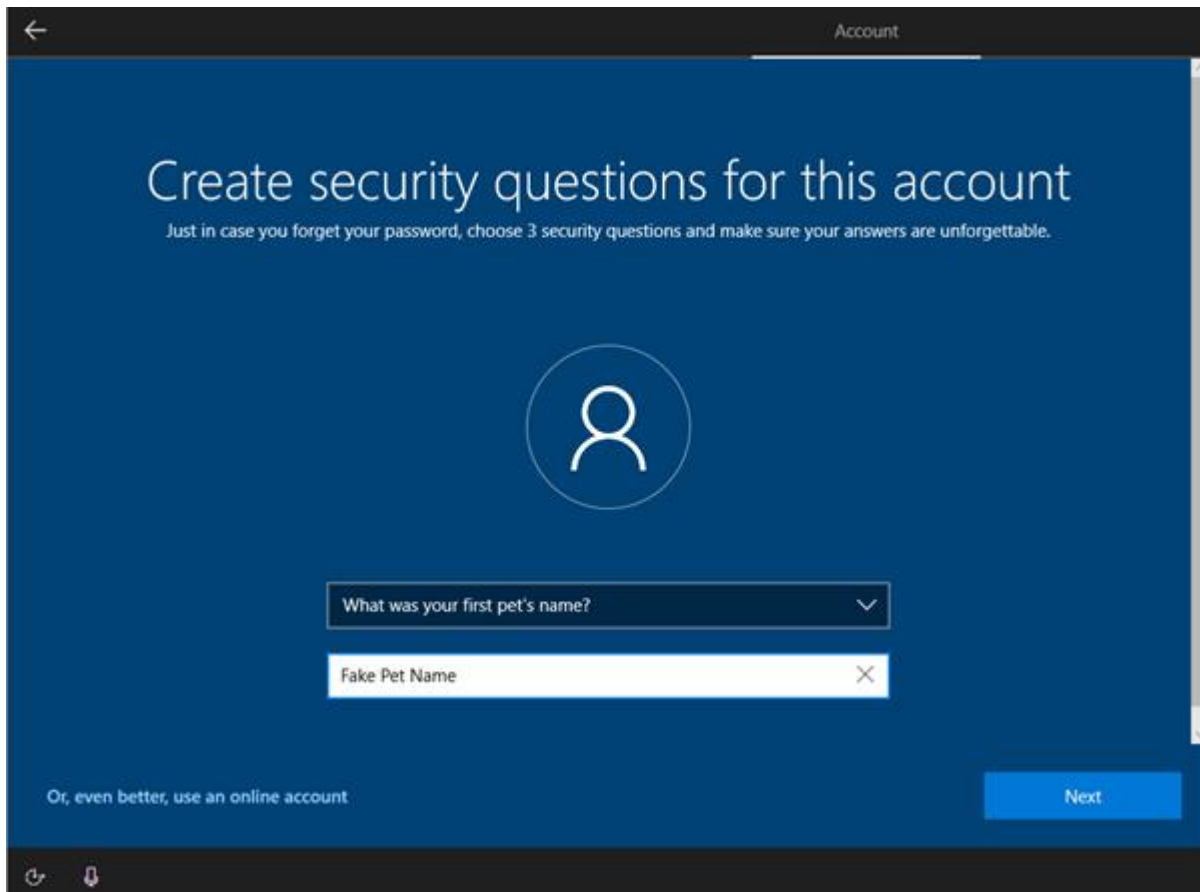 Account
Create security questions for this account
Just in case you forget your password, choose 3 security questions and make sure your answers are unforgettable.
What was your first pet's name?
Fake Pet Name
Or, even better, use an online account
Next